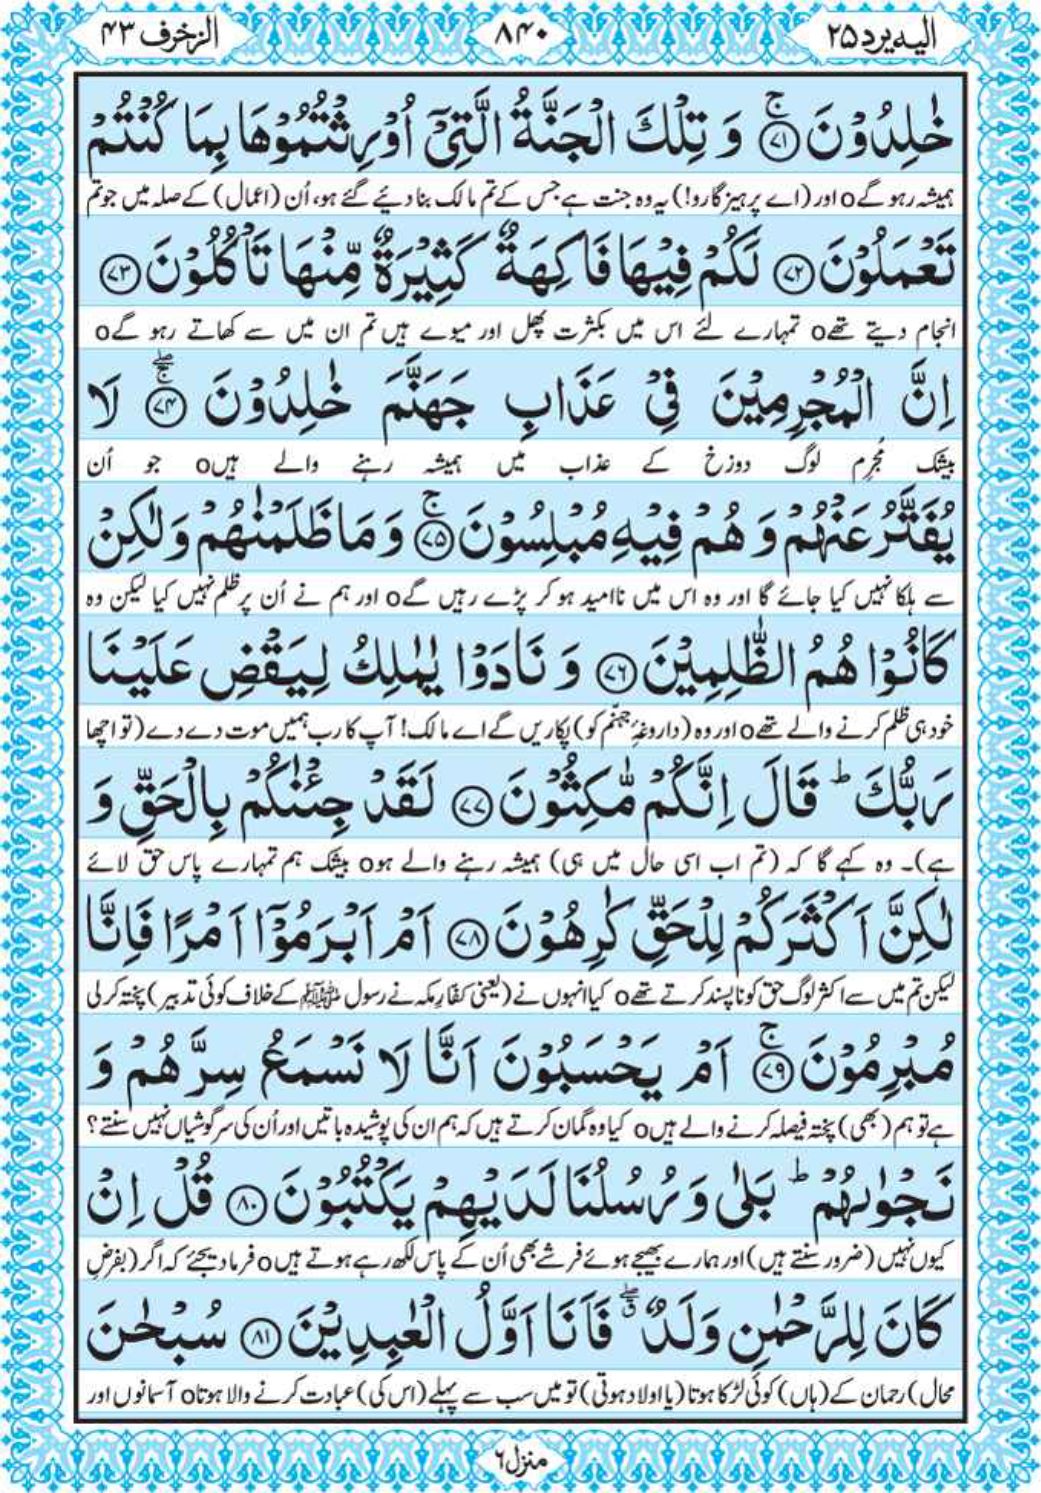 الیه یرد ۲۵
۸۴۰
الزخرف ۴۳
خٰلِدُوْنَ ﴿۷۱﴾ۚ وَ تِلْكَ الْجَنَّةُ الَّتِیْۤ اُوْرِثْتُمُوْهَا بِمَا كُنْتُمْ
ہمیشہ رہو گے o اور (اے پرہیزگارو!) یہ وہ جنت ہے جس کے تم مالک بنا دیئے گئے ہو، اُن (اعمال) کے صلہ میں جو تم
تَعْمَلُوْنَ ﴿۷۲﴾ لَكُمْ فِیْهَا فَاكِهَةٌ كَثِیْرَةٌ مِّنْهَا تَاْكُلُوْنَ ﴿۷۳﴾
انجام دیتے تھے o تمہارے لئے اس میں بکثرت پھل اور میوے ہیں تم ان میں سے کھاتے رہو گے o
اِنَّ الْمُجْرِمِیْنَ فِیْ عَذَابِ جَهَنَّمَ خٰلِدُوْنَ ﴿۷۴﴾ۚۖ لَا
بیشک مُجرِم لوگ دوزخ کے عذاب میں ہمیشہ رہنے والے ہیں o جو اُن
یُفَتَّرُ عَنْهُمْ وَ هُمْ فِیْهِ مُبْلِسُوْنَ ﴿۷۵﴾ۚ وَ مَا ظَلَمْنٰهُمْ وَ لٰكِنْ
سے ہلکا نہیں کیا جائے گا اور وہ اس میں ناامید ہو کر پڑے رہیں گے o اور ہم نے اُن پر ظلم نہیں کیا لیکن وہ
كَانُوْا هُمُ الظّٰلِمِیْنَ ﴿۷۶﴾ وَ نَادَوْا یٰمٰلِكُ لِیَقْضِ عَلَیْنَا
خود ہی ظلم کرنے والے تھے o اور وہ (داروغۂ جہنّم کو) پکاریں گے اے مالک! آپ کا رب ہمیں موت دے دے (تو اچھا
رَبُّكَ ؕ قَالَ اِنَّكُمْ مّٰكِثُوْنَ ﴿۷۷﴾ لَقَدْ جِئْنٰكُمْ بِالْحَقِّ وَ
ہے)۔ وہ کہے گا کہ (تم اب اسی حال میں ہی) ہمیشہ رہنے والے ہو o بیشک ہم تمہارے پاس حق لائے
لٰكِنَّ اَكْثَرَكُمْ لِلْحَقِّ كٰرِهُوْنَ ﴿۷۸﴾ اَمْ اَبْرَمُوْۤا اَمْرًا فَاِنَّا
لیکن تم میں سے اکثر لوگ حق کو ناپسند کرتے تھے o کیا انہوں نے (یعنی کفّارِ مکہ نے رسول ﷺ کے خلاف کوئی تدبیر) پختہ کر لی
مُبْرِمُوْنَ ﴿۷۹﴾ۚ اَمْ یَحْسَبُوْنَ اَنَّا لَا نَسْمَعُ سِرَّهُمْ وَ
ہے تو ہم (بھی) پختہ فیصلہ کرنے والے ہیں o کیا وہ گمان کرتے ہیں کہ ہم ان کی پوشیدہ باتیں اور اُن کی سرگوشیاں نہیں سنتے؟
نَجْوٰىهُمْ ؕ بَلٰى وَ رُسُلُنَا لَدَیْهِمْ یَكْتُبُوْنَ ﴿۸۰﴾ قُلْ اِنْ
کیوں نہیں (ضرور سنتے ہیں) اور ہمارے بھیجے ہوئے فرشتے بھی اُن کے پاس لکھ رہے ہوتے ہیں o فرما دیجئے کہ اگر (بفرضِ
كَانَ لِلرَّحْمٰنِ وَلَدٌ ۖۗ فَاَنَا اَوَّلُ الْعٰبِدِیْنَ ﴿۸۱﴾ سُبْحٰنَ
محال) رحمان کے (ہاں) کوئی لڑکا ہوتا (یا اولاد ہوتی) تو میں سب سے پہلے (اس کی) عبادت کرنے والا ہوتا o آسمانوں اور
منزل ۶